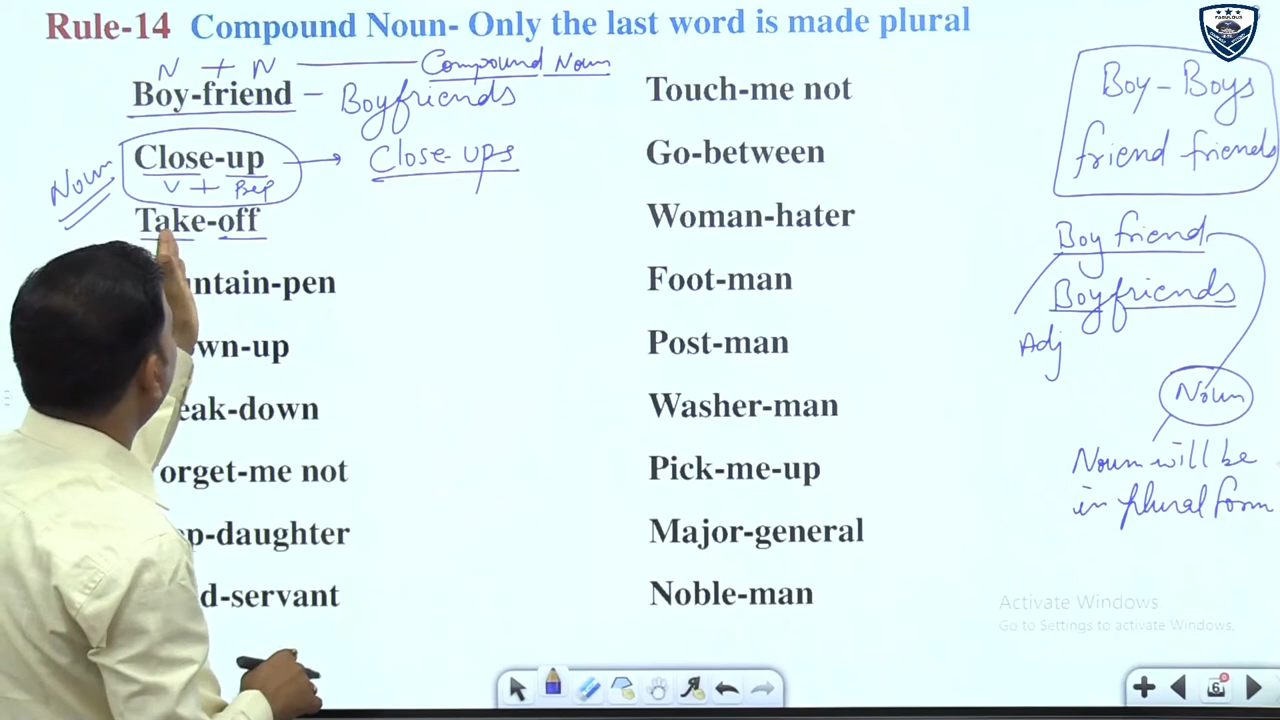 Rule-14 Compound Noun- Only the last word is made plural
FABULOUS
N + N Compound Noun
Boy-friend - Boyfriends
Close-up → Close-ups
V + Prep
Noun
Take-off
ntain-pen
wn-up
eak-down
orget-me not
p-daughter
d-servant
Touch-me not
Go-between
Woman-hater
Foot-man
Post-man
Washer-man
Pick-me-up
Major-general
Noble-man
Boy - Boys
friend friends
Boy friend
Boyfriends
Adj
Noun
Noun will be
in plural form
Activate Windows
Go to Settings to activate Windows.
6